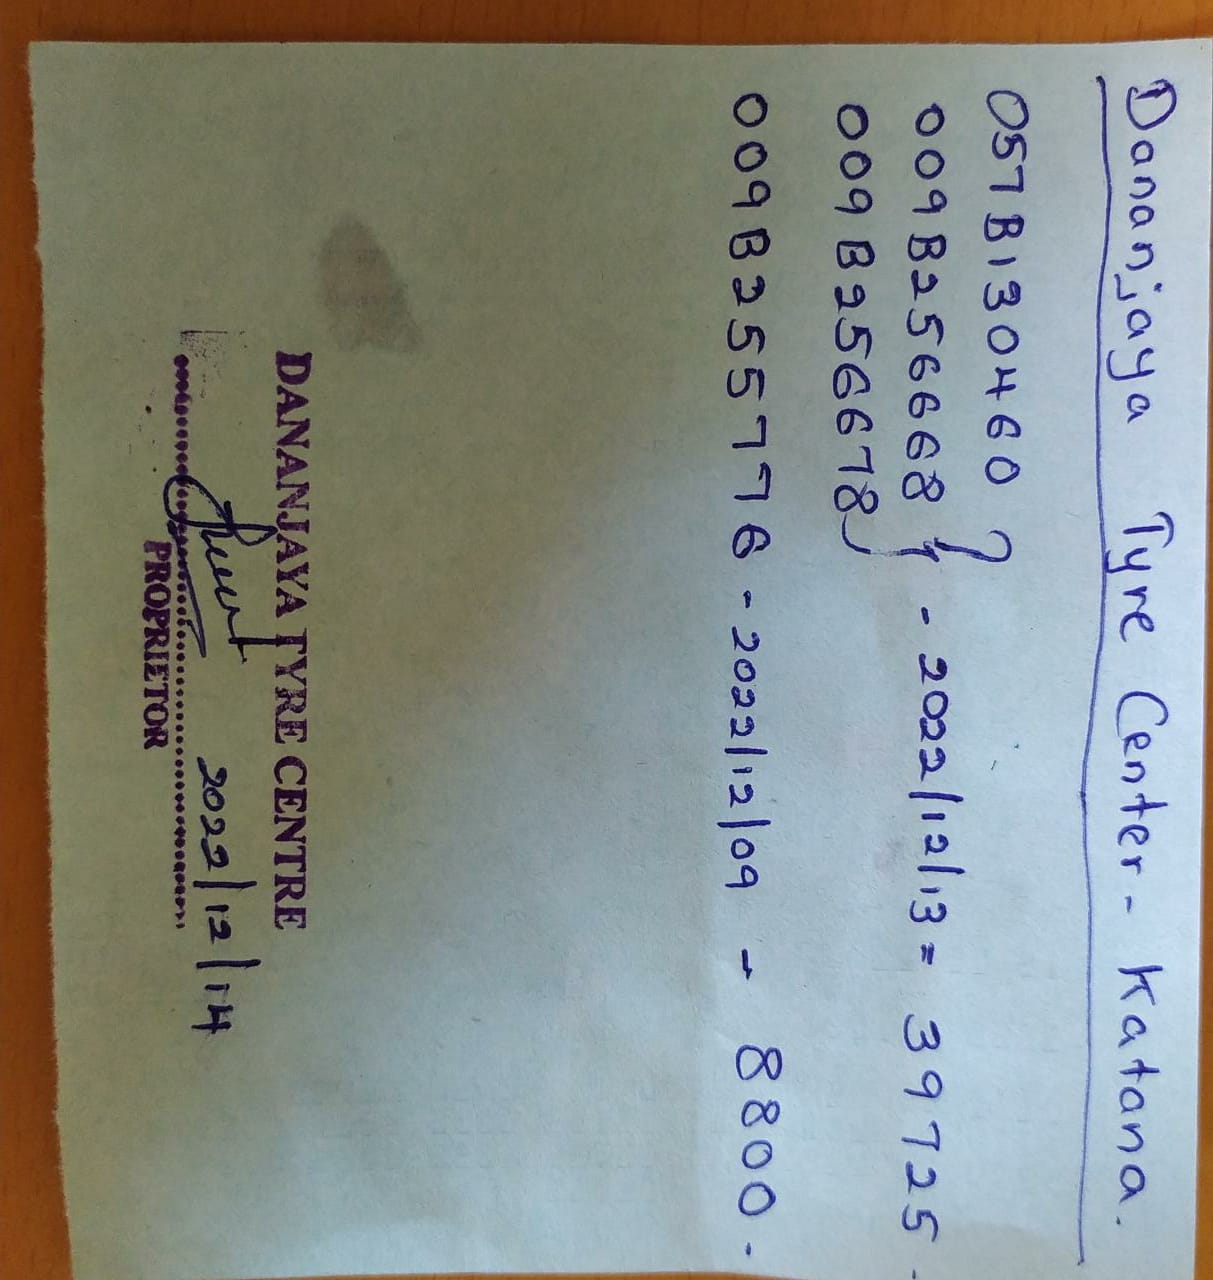 Dananjaya Tyre Center - Katana.
057B130460
009B256668 - 2022/12/13 = 39725-
009B256678
009B255776 - 2022/12/09 - 8800-
DANANJAYA TYRE CENTRE
2022/12/14
PROPRIETOR